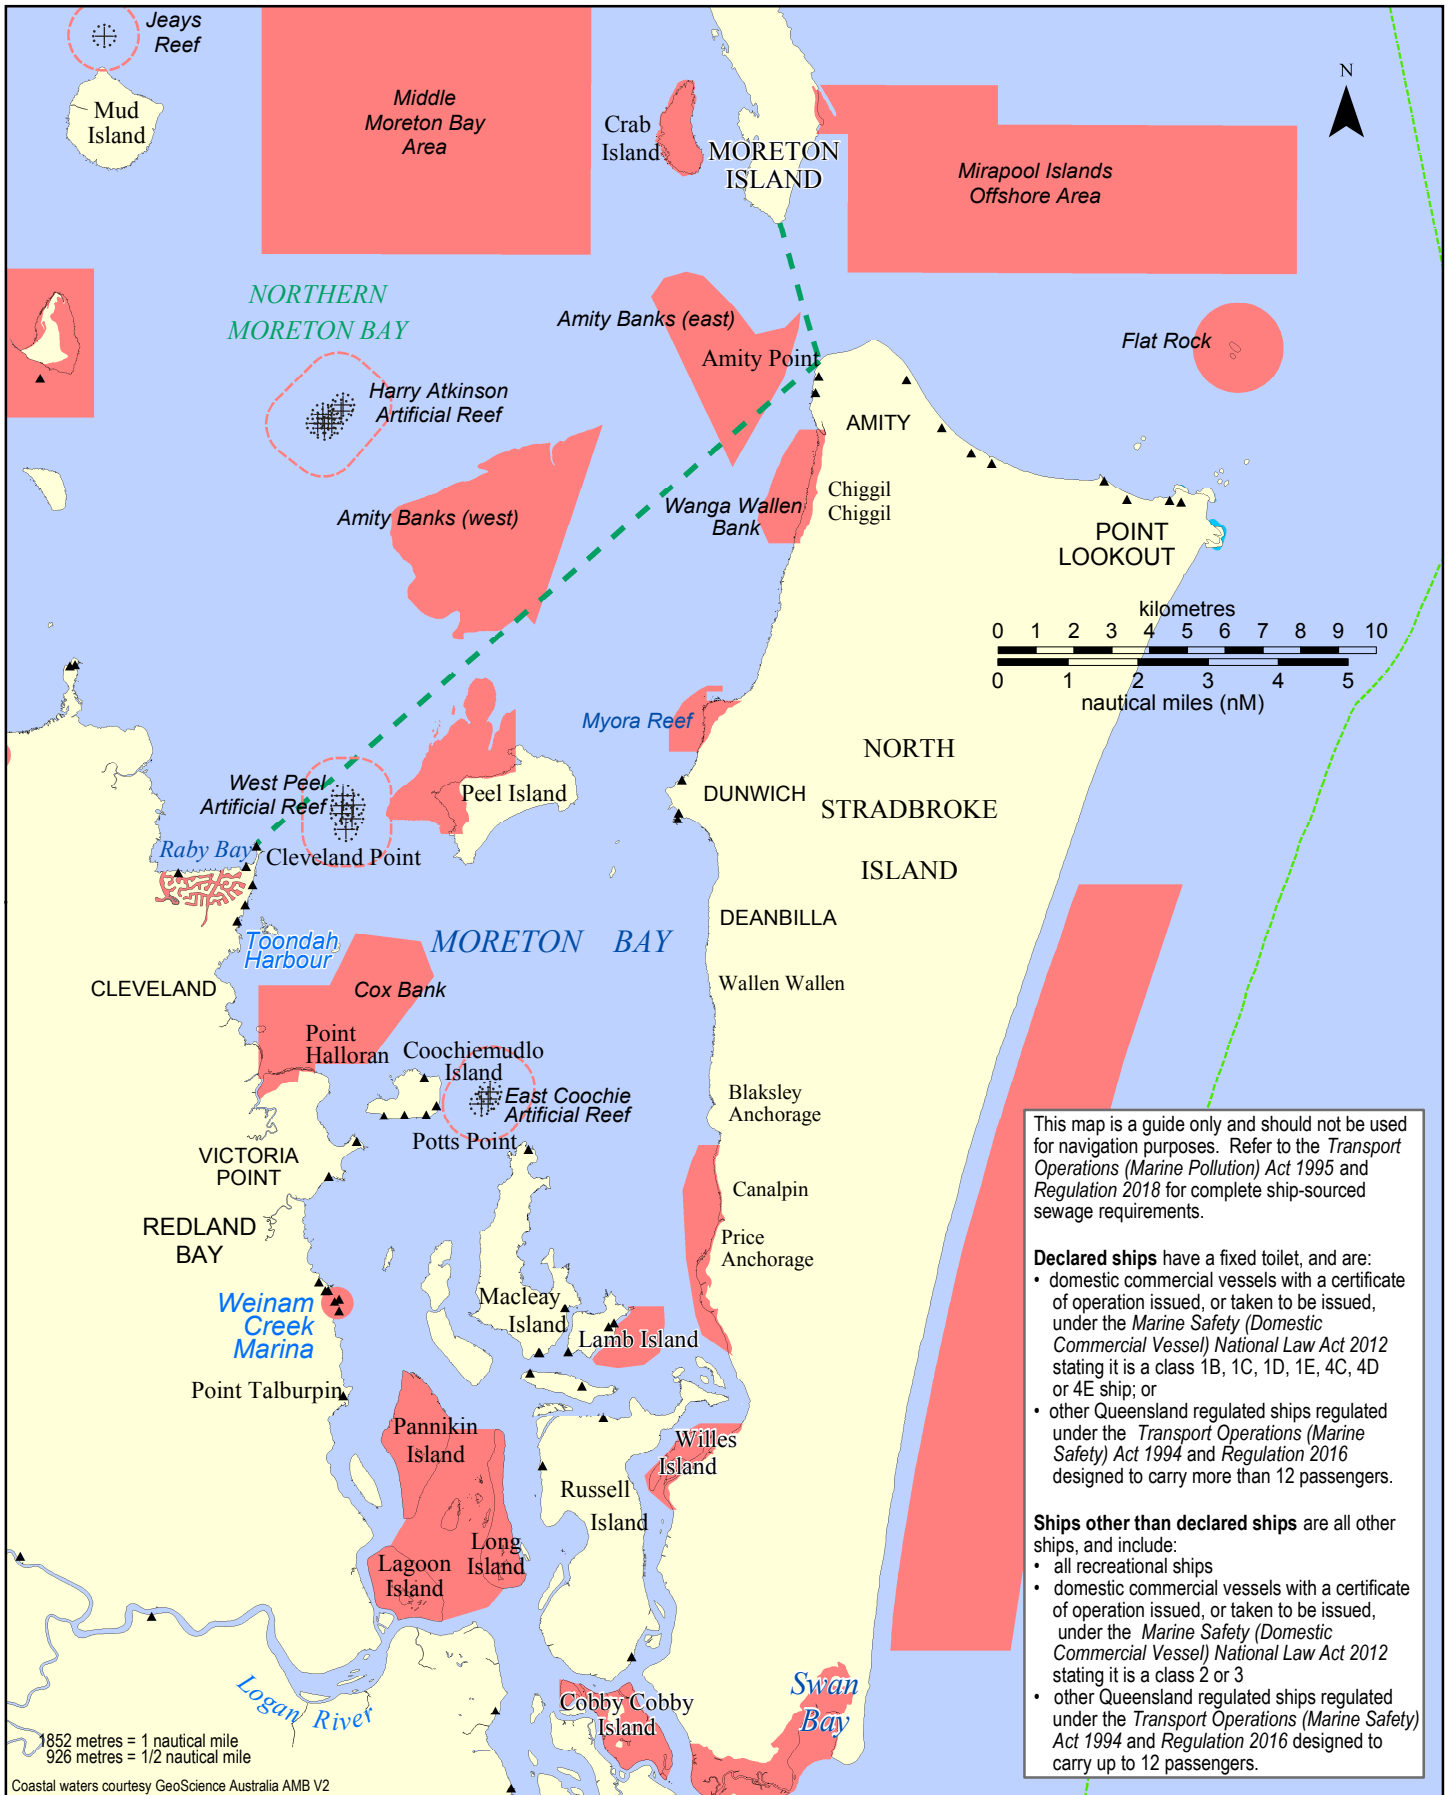 Jeays
Reef
Mud
Island
Middle
Moreton Bay
Area
Crab
Island
MORETON
ISLAND
N
Mirapool Islands
Offshore Area
NORTHERN
MORETON BAY
Amity Banks (east)
Amity Point
Flat Rock
Harry Atkinson
Artificial Reef
AMITY
Amity Banks (west)
Wanga Wallen
Bank
Chiggil
Chiggil
POINT
LOOKOUT
kilometres
0 1 2 3 4 5 6 7 8 9 10
0 1 2 3 4 5
nautical miles (nM)
Myora Reef
NORTH
STRADBROKE
ISLAND
West Peel
Artificial Reef
Peel Island
DUNWICH
Raby Bay
Cleveland Point
DEANBILLA
Toondah
Harbour
MORETON BAY
CLEVELAND
Cox Bank
Wallen Wallen
Point
Halloran
Coochiemudlo
Island
East Coochie
Artificial Reef
Blaksley
Anchorage
Potts Point
VICTORIA
POINT
Canalpin
REDLAND
BAY
Price
Anchorage
Weinam
Creek
Marina
Macleay
Island
Lamb Island
Point Talburpin
Pannikin
Island
Willes
Island
Russell
Island
Long
Island
Lagoon
Island
Logan River
Cobby Cobby
Island
Swan
Bay
1852 metres = 1 nautical mile
926 metres = 1/2 nautical mile
Coastal waters courtesy GeoScience Australia AMB V2
This map is a guide only and should not be used
for navigation purposes. Refer to the Transport
Operations (Marine Pollution) Act 1995 and
Regulation 2018 for complete ship-sourced
sewage requirements.
Declared ships have a fixed toilet, and are:
• domestic commercial vessels with a certificate
of operation issued, or taken to be issued,
under the Marine Safety (Domestic
Commercial Vessel) National Law Act 2012
stating it is a class 1B, 1C, 1D, 1E, 4C, 4D
or 4E ship; or
• other Queensland regulated ships regulated
under the Transport Operations (Marine
Safety) Act 1994 and Regulation 2016
designed to carry more than 12 passengers.
Ships other than declared ships are all other
ships, and include:
• all recreational ships
• domestic commercial vessels with a certificate
of operation issued, or taken to be issued,
under the Marine Safety (Domestic
Commercial Vessel) National Law Act 2012
stating it is a class 2 or 3
• other Queensland regulated ships regulated
under the Transport Operations (Marine Safety)
Act 1994 and Regulation 2016 designed to
carry up to 12 passengers.